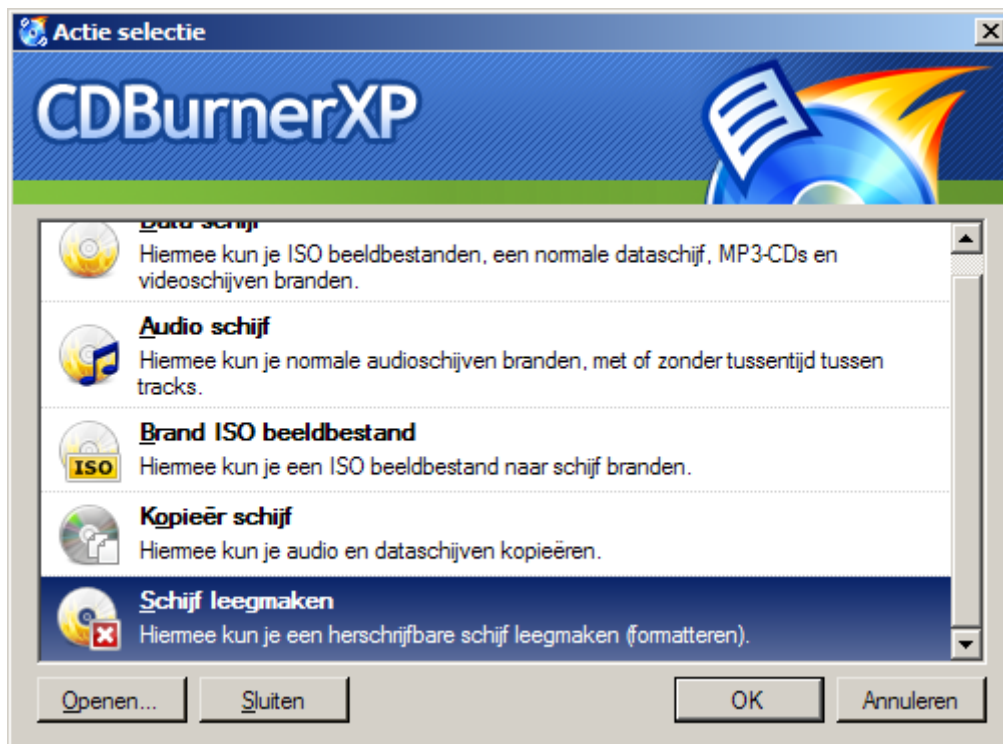 Actie selectie
CDBurnerXP
Data schijf
Hiermee kun je ISO beeldbestanden, een normale dataschijf, MP3-CDs en
videoschijven branden.
Audio schijf
Hiermee kun je normale audioschijven branden, met of zonder tussentijd tussen
tracks.
Brand ISO beeldbestand
ISO
Hiermee kun je een ISO beeldbestand naar schijf branden.
Kopieër schijf
Hiermee kun je audio en dataschijven kopieëren.
Schijf leegmaken
Hiermee kun je een herschrijfbare schijf leegmaken (formatteren).
Openen...
Sluiten
OK
Annuleren